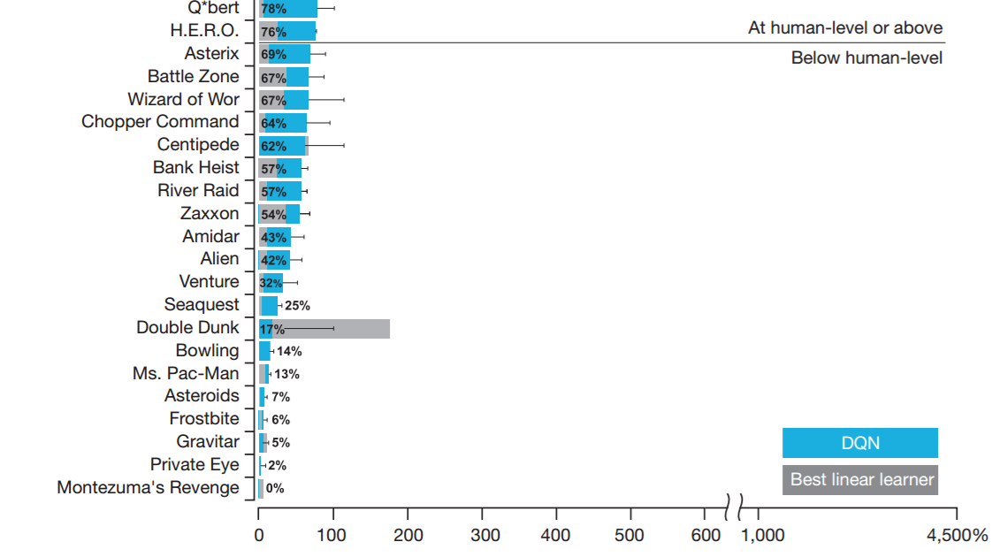 Q*bert 78%
H.E.R.O. 76%
At human-level or above
Asterix 69%
Below human-level
Battle Zone 67%
Wizard of Wor 67%
Chopper Command 64%
Centipede 62%
Bank Heist 57%
River Raid 57%
Zaxxon 54%
Amidar 43%
Alien 42%
Venture 32%
Seaquest 25%
Double Dunk 17%
Bowling 14%
Ms. Pac-Man 13%
Asteroids 7%
Frostbite 6%
Gravitar 5%
Private Eye 2%
Montezuma's Revenge 0%
DQN
Best linear learner
0 100 200 300 400 500 600 1,000 4,500%